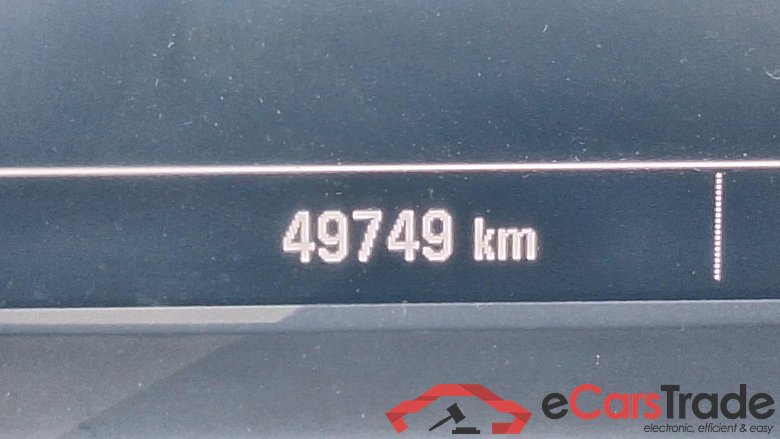 49749 km
eCarsTrade
electronic, efficient & easy